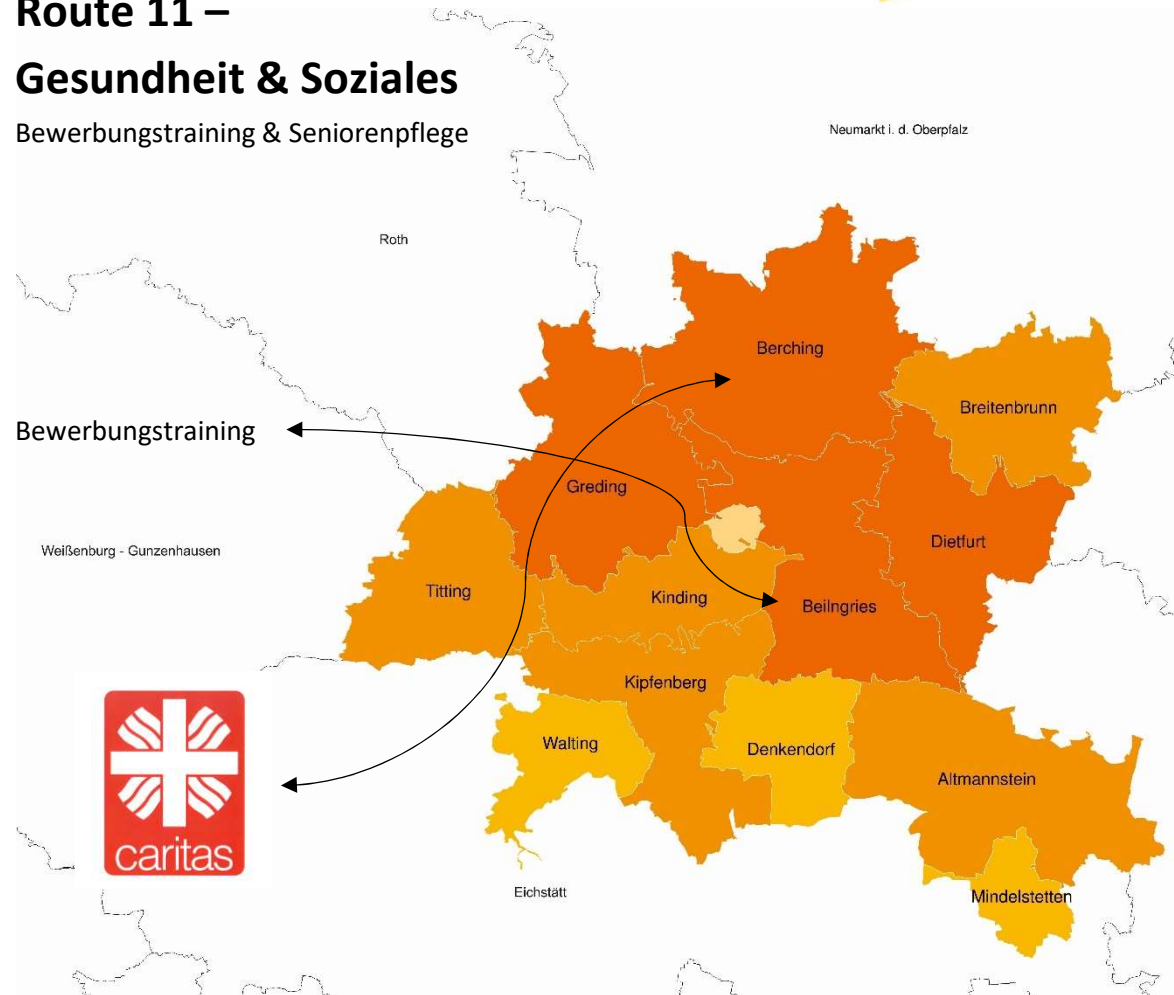 Route 11 –
Gesundheit & Soziales
Bewerbungstraining & Seniorenpflege
Neumarkt i. d. Oberpfalz
Roth
Berching
Breitenbrunn
Bewerbungstraining
Greding
Dietfurt
Weißenburg - Gunzenhausen
Titting
Kinding
Beilngries
Kipfenberg
Walting
Denkendorf
Altmannstein
caritas
Eichstätt
Mindelstetten